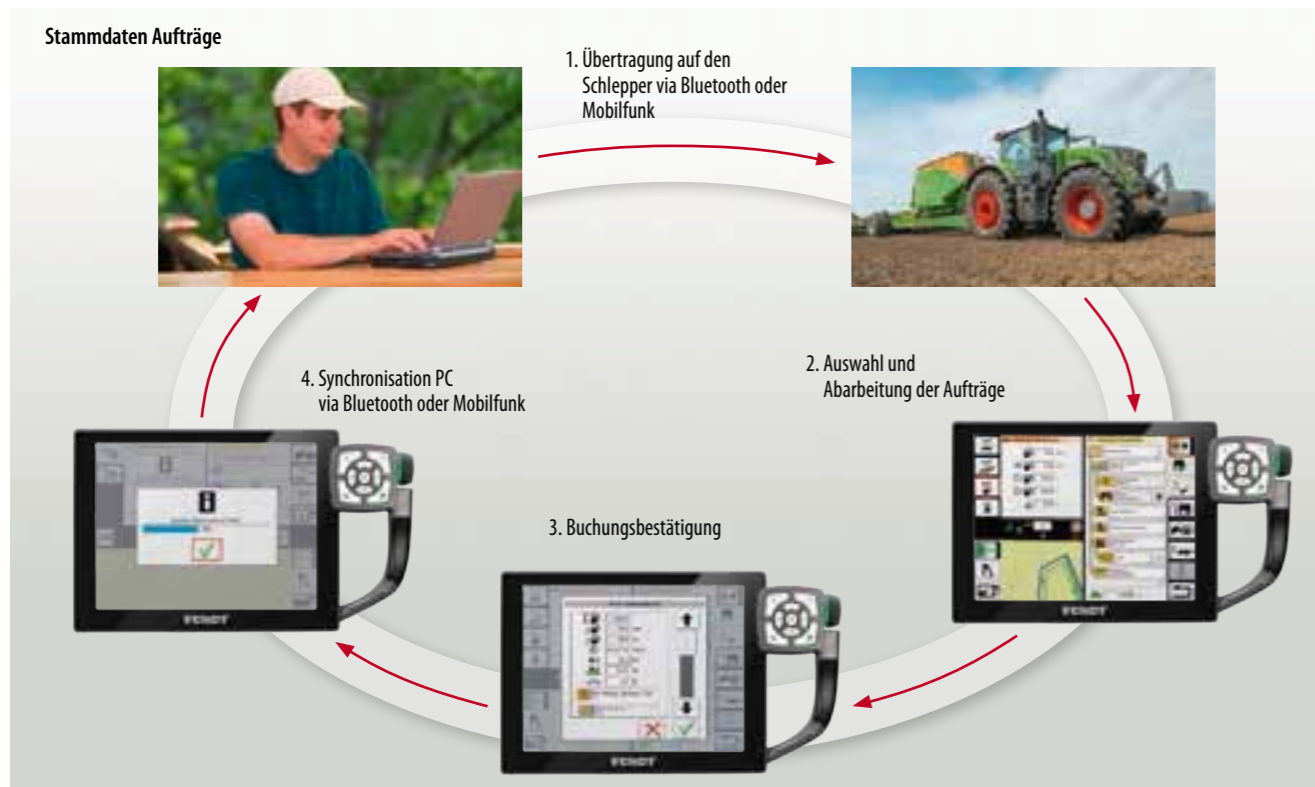 Stammdaten Aufträge
1. Übertragung auf den
Schlepper via Bluetooth oder
Mobilfunk
2. Auswahl und
Abarbeitung der Aufträge
3. Buchungsbestätigung
4. Synchronisation PC
via Bluetooth oder Mobilfunk
FENDT
FENDT
FENDT